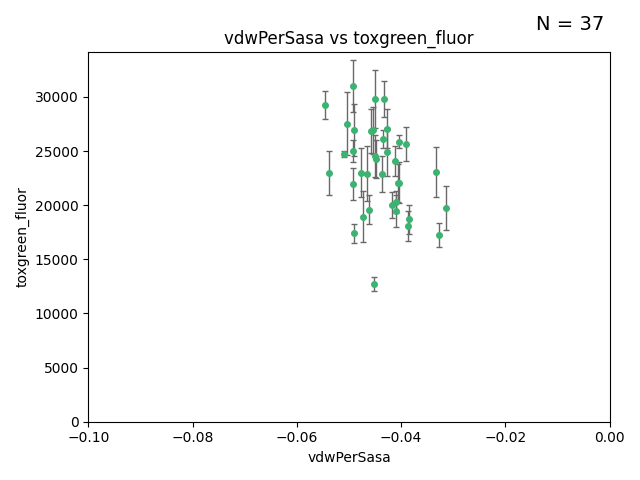 N = 37
vdwPerSasa vs toxgreen_fluor
toxgreen_fluor
30000
25000
20000
15000
10000
5000
0
−0.10 −0.08 −0.06 −0.04 −0.02 0.00
vdwPerSasa